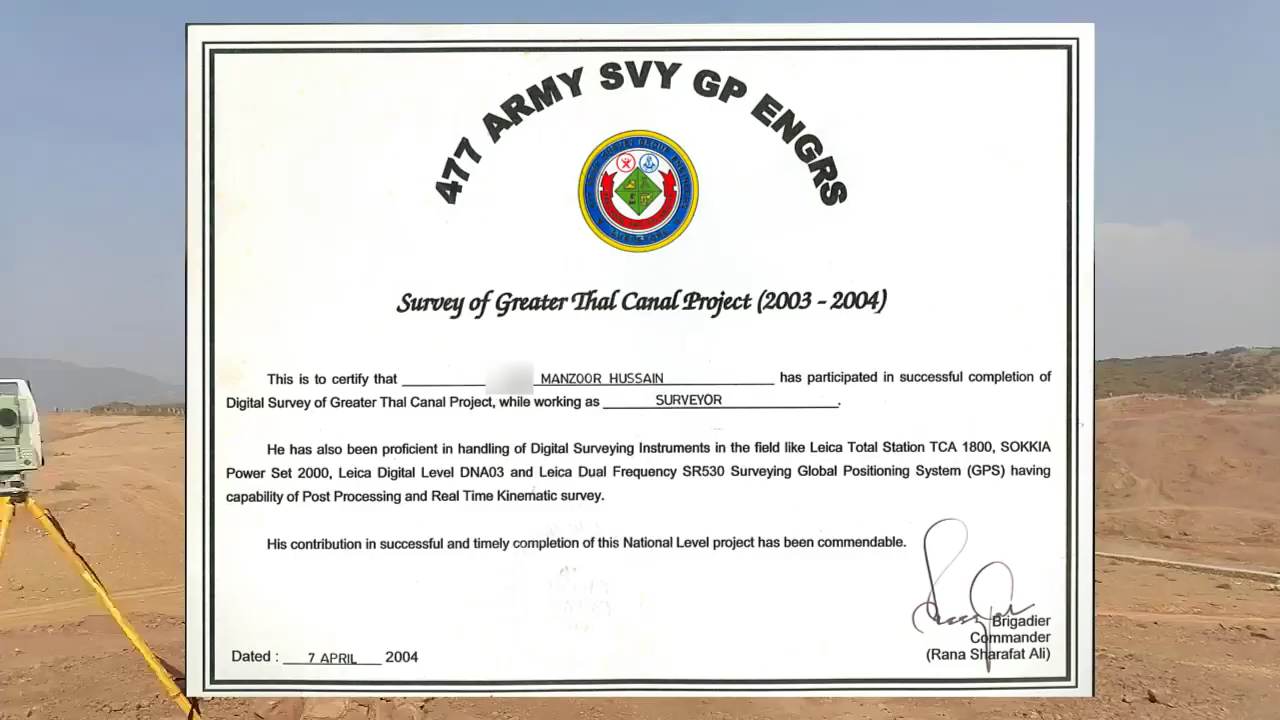 477 ARMY SVY GP ENGRS
Survey of Greater Thal Canal Project (2003 - 2004)
This is to certify that MANZOOR HUSSAIN has participated in successful completion of
Digital Survey of Greater Thal Canal Project, while working as SURVEYOR.
He has also been proficient in handling of Digital Surveying Instruments in the field like Leica Total Station TCA 1800, SOKKIA
Power Set 2000, Leica Digital Level DNA03 and Leica Dual Frequency SR530 Surveying Global Positioning System (GPS) having
capability of Post Processing and Real Time Kinematic survey.
His contribution in successful and timely completion of this National Level project has been commendable.
Brigadier
Commander
(Rana Sharafat Ali)
Dated : 7 APRIL 2004